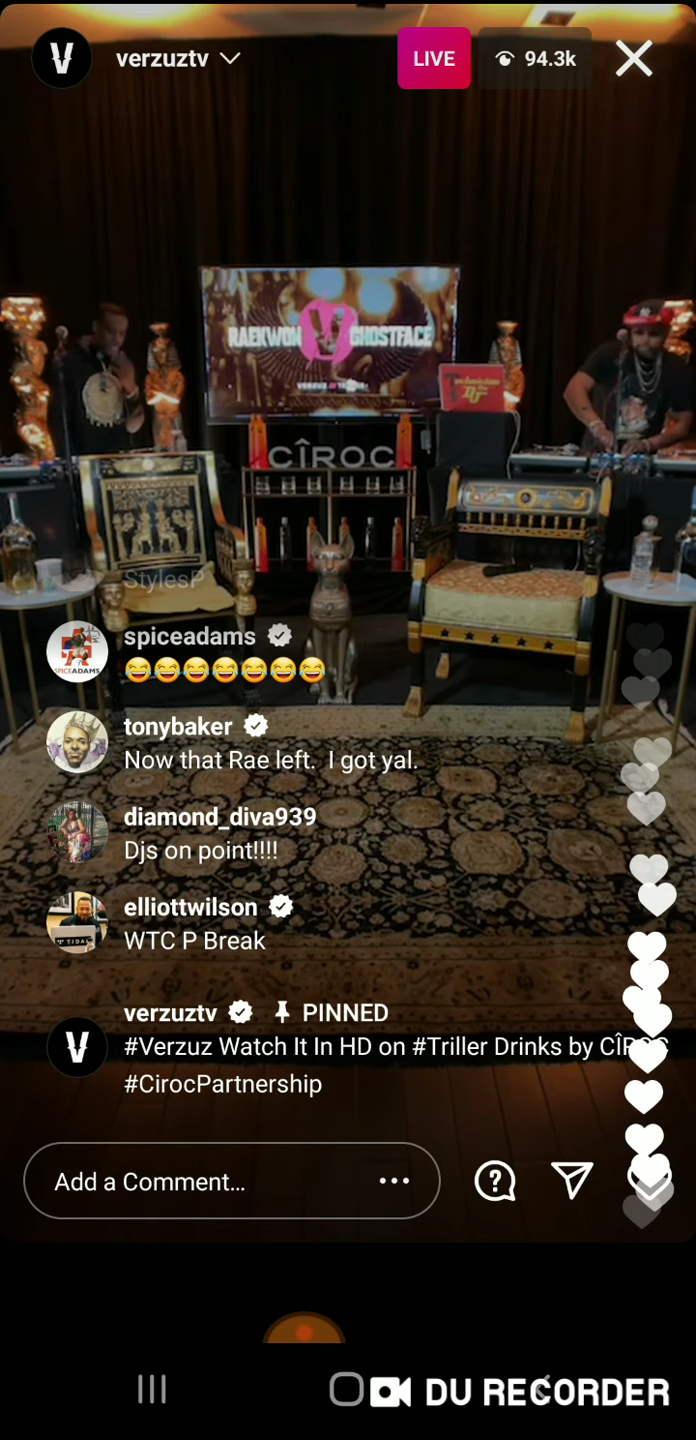 verzuztv
LIVE
94.3k
RAEKWON V GHOSTFACE
CÎROC
StylesP
spiceadams
😂😂😂😂😂😂😂
tonybaker
Now that Rae left. I got yal.
diamond_diva939
Djs on point!!!!
elliottwilson
WTC P Break
verzuztv PINNED
#Verzuz Watch It In HD on #Triller Drinks by CÎROC
#CirocPartnership
Add a Comment…
DU RECORDER